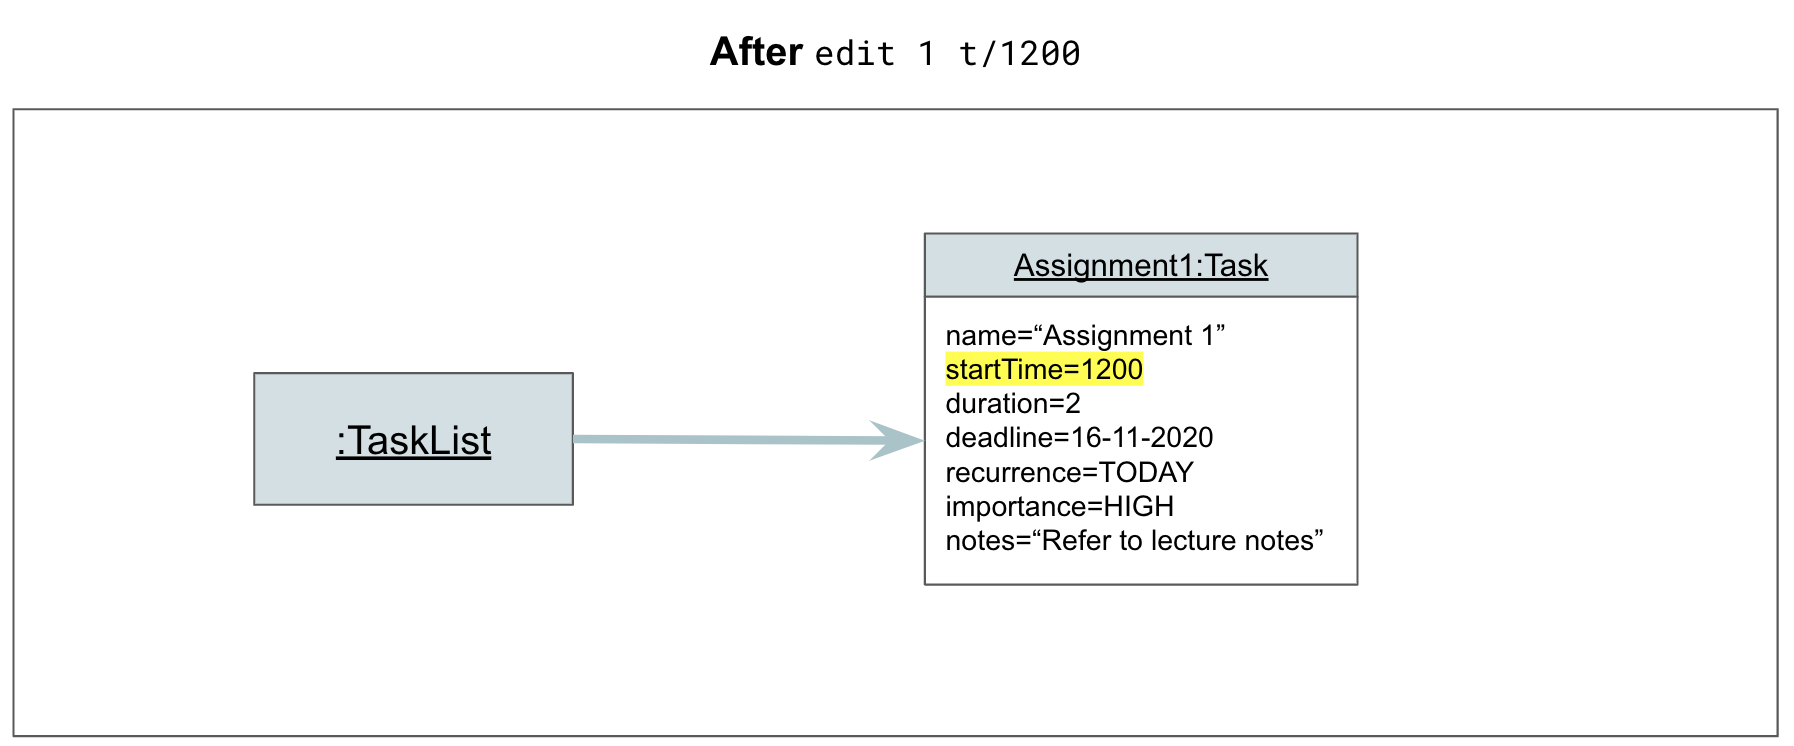 After edit 1 t/1200
Assignment1:Task
name=“Assignment 1”
startTime=1200
duration=2
deadline=16-11-2020
recurrence=TODAY
importance=HIGH
notes=“Refer to lecture notes”
:TaskList